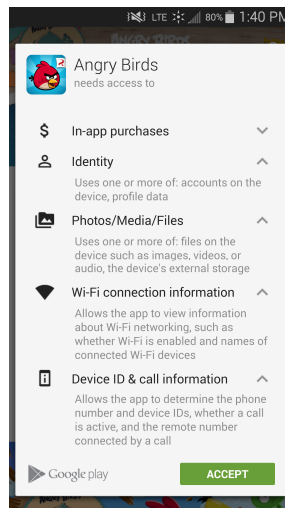 LTE 80% 1:40 PM
ANGRY BIRDS
Angry Birds
needs access to
$ In-app purchases
Identity
Uses one or more of: accounts on the
device, profile data
Photos/Media/Files
Uses one or more of: files on the
device such as images, videos, or
audio, the device's external storage
Wi-Fi connection information
Allows the app to view information
about Wi-Fi networking, such as
whether Wi-Fi is enabled and names of
connected Wi-Fi devices
Device ID & call information
Allows the app to determine the phone
number and device IDs, whether a call
is active, and the remote number
connected by a call
Google play
ACCEPT